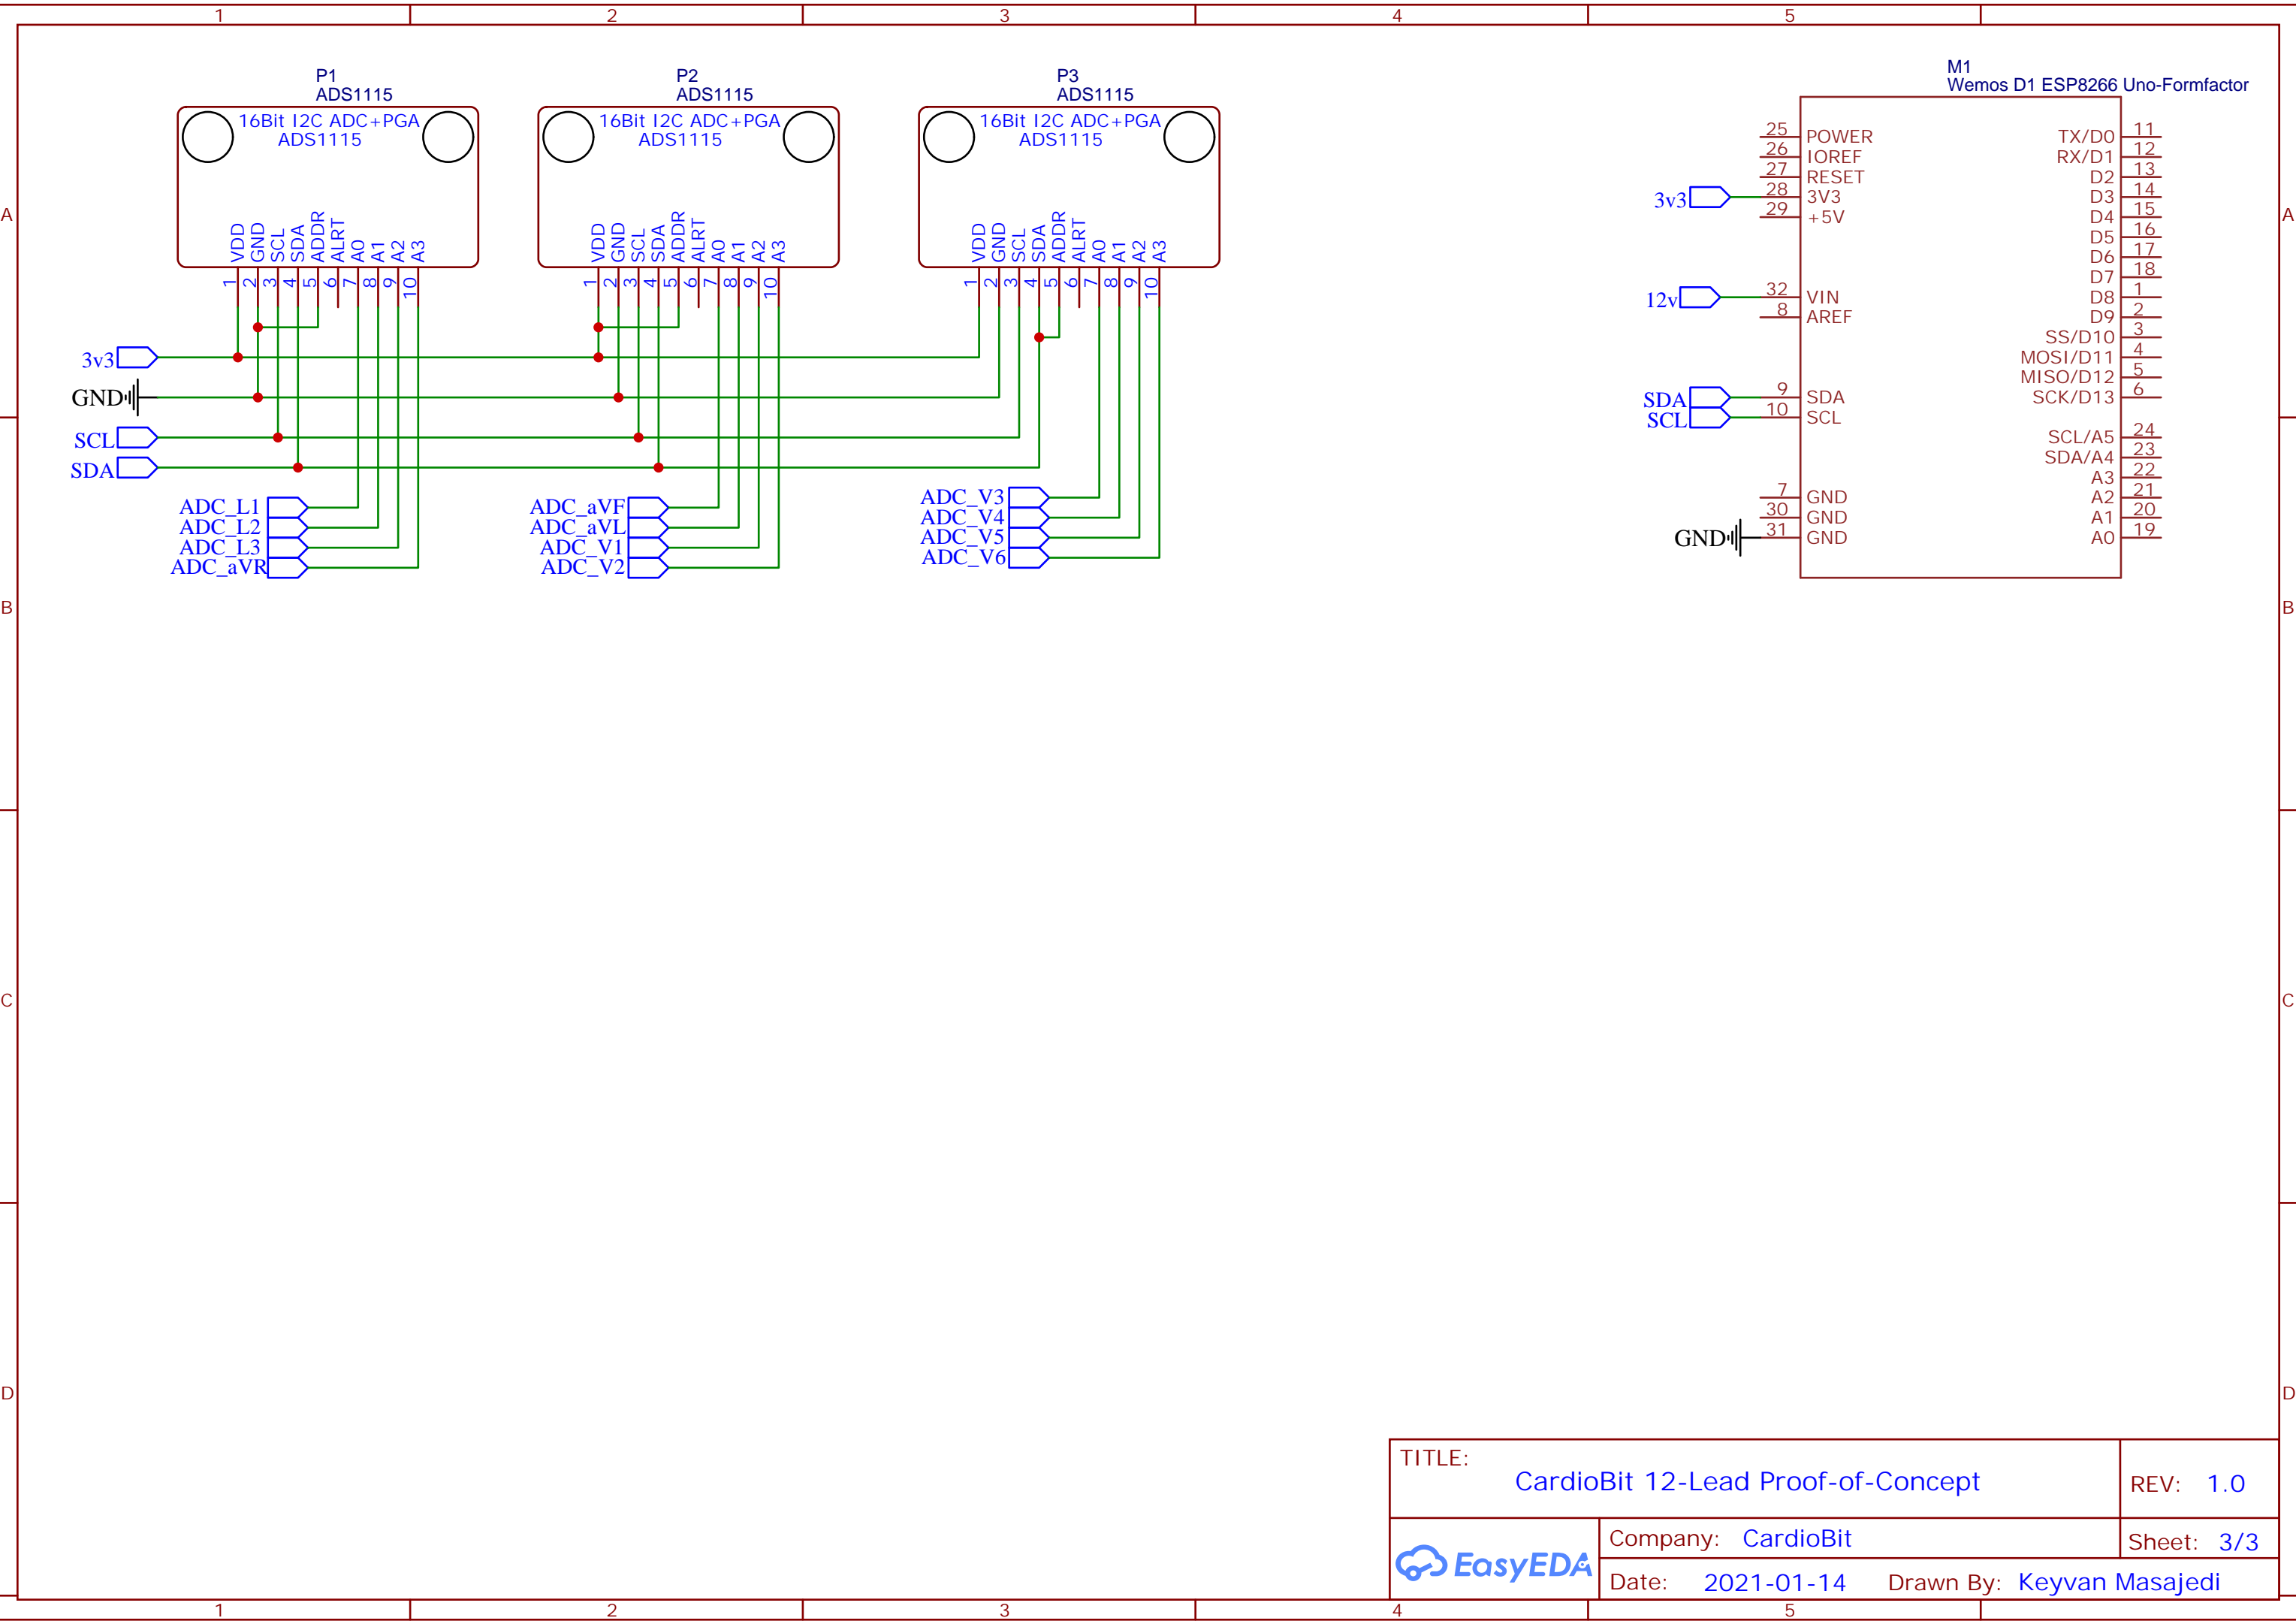 1 2 3 4 5
P1
ADS1115
16Bit I2C ADC+PGA
ADS1115
VDD GND SCL SDA ADDR ALRT A0 A1 A2 A3
1 2 3 4 5 6 7 8 9 10
P2
ADS1115
16Bit I2C ADC+PGA
ADS1115
VDD GND SCL SDA ADDR ALRT A0 A1 A2 A3
1 2 3 4 5 6 7 8 9 10
P3
ADS1115
16Bit I2C ADC+PGA
ADS1115
VDD GND SCL SDA ADDR ALRT A0 A1 A2 A3
1 2 3 4 5 6 7 8 9 10
3v3
GND
SCL
SDA
ADC_L1
ADC_L2
ADC_L3
ADC_aVR
ADC_aVF
ADC_aVL
ADC_V1
ADC_V2
ADC_V3
ADC_V4
ADC_V5
ADC_V6
M1
Wemos D1 ESP8266 Uno-Formfactor
25 POWER
26 IOREF
27 RESET
3v3 28 3V3
29 +5V
12v 32 VIN
8 AREF
SDA 9 SDA
SCL 10 SCL
7 GND
30 GND
GND 31 GND
TX/D0 11
RX/D1 12
D2 13
D3 14
D4 15
D5 16
D6 17
D7 18
D8 1
D9 2
SS/D10 3
MOSI/D11 4
MISO/D12 5
SCK/D13 6
SCL/A5 24
SDA/A4 23
A3 22
A2 21
A1 20
A0 19
A A
B B
C C
D D
TITLE:
CardioBit 12-Lead Proof-of-Concept
REV: 1.0
EasyEDA
Company: CardioBit
Sheet: 3/3
Date: 2021-01-14 Drawn By: Keyvan Masajedi
1 2 3 4 5